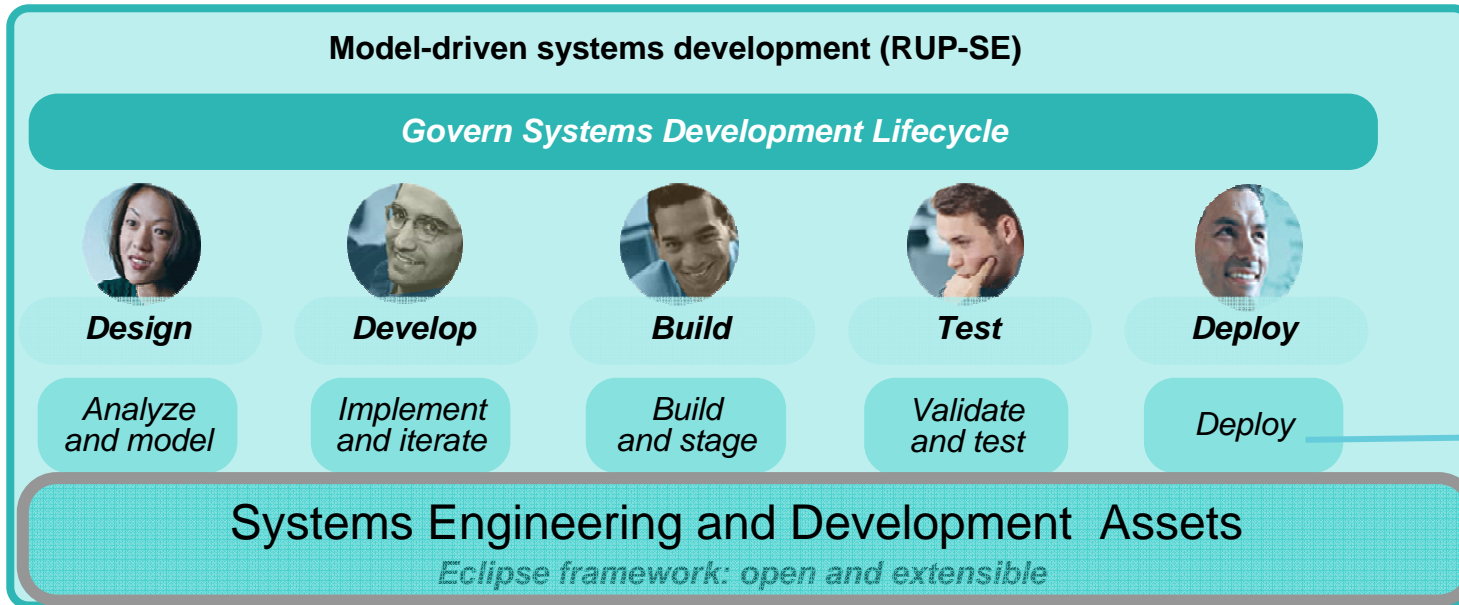 Model-driven systems development (RUP-SE)
Govern Systems Development Lifecycle
Design
Develop
Build
Test
Deploy
Analyze
and model
Implement
and iterate
Build
and stage
Validate
and test
Deploy
Systems Engineering and Development Assets
Eclipse framework: open and extensible